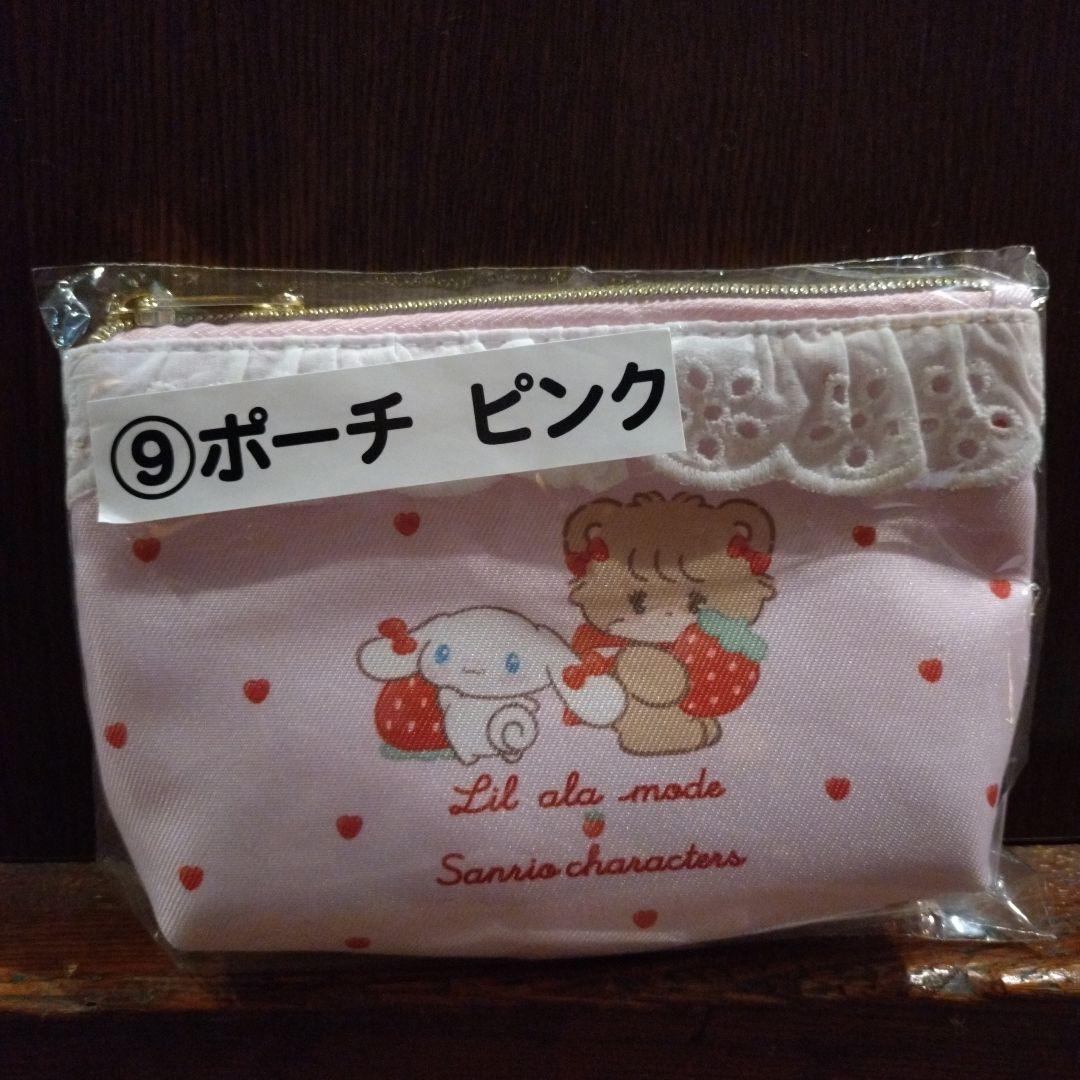 ⑨ポーチ ピンク
Lil ala mode
Sanrio characters